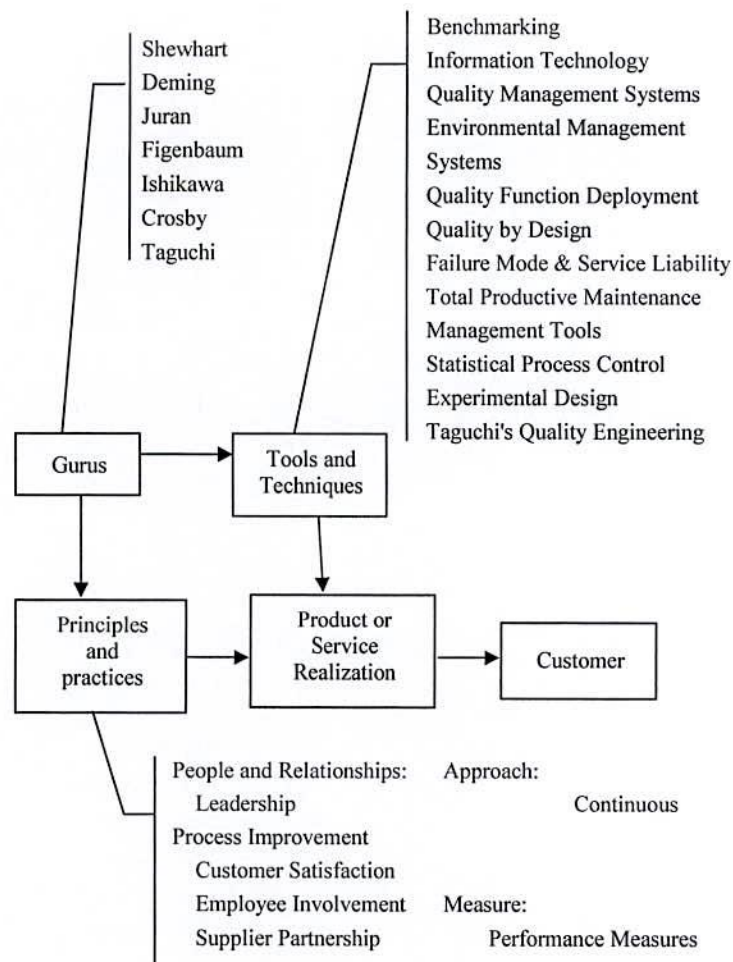 Shewhart
Deming
Juran
Figenbaum
Ishikawa
Crosby
Taguchi
Benchmarking
Information Technology
Quality Management Systems
Environmental Management
Systems
Quality Function Deployment
Quality by Design
Failure Mode & Service Liability
Total Productive Maintenance
Management Tools
Statistical Process Control
Experimental Design
Taguchi's Quality Engineering
Gurus
Tools and
Techniques
Principles
and
practices
Product or
Service
Realization
Customer
People and Relationships: Approach:
Leadership Continuous
Process Improvement
Customer Satisfaction
Employee Involvement Measure:
Supplier Partnership Performance Measures